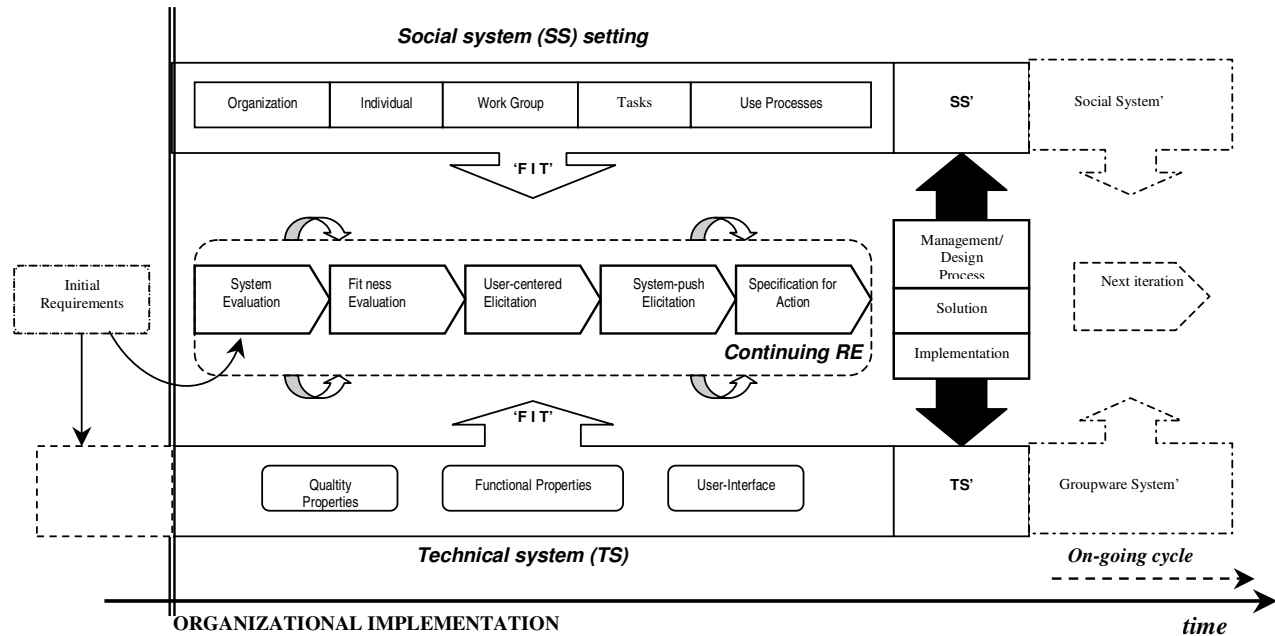 Social system (SS) setting
Organization
Individual
Work Group
Tasks
Use Processes
SS’
Social System’
‘F I T’
Initial
Requirements
System
Evaluation
Fit ness
Evaluation
User-centered
Elicitation
System-push
Elicitation
Specification for
Action
Continuing RE
Management/
Design
Process
Solution
Implementation
Next iteration
‘F I T’
Qualtity
Properties
Functional Properties
User-Interface
TS’
Groupware System’
Technical system (TS)
On-going cycle
ORGANIZATIONAL IMPLEMENTATION
time